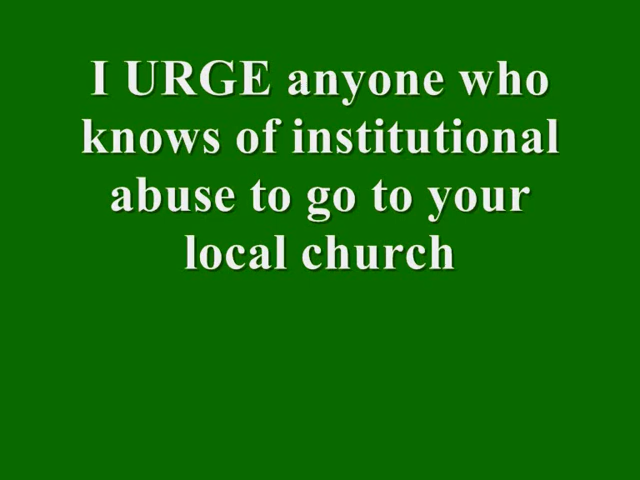 I URGE anyone who
knows of institutional
abuse to go to your
local church